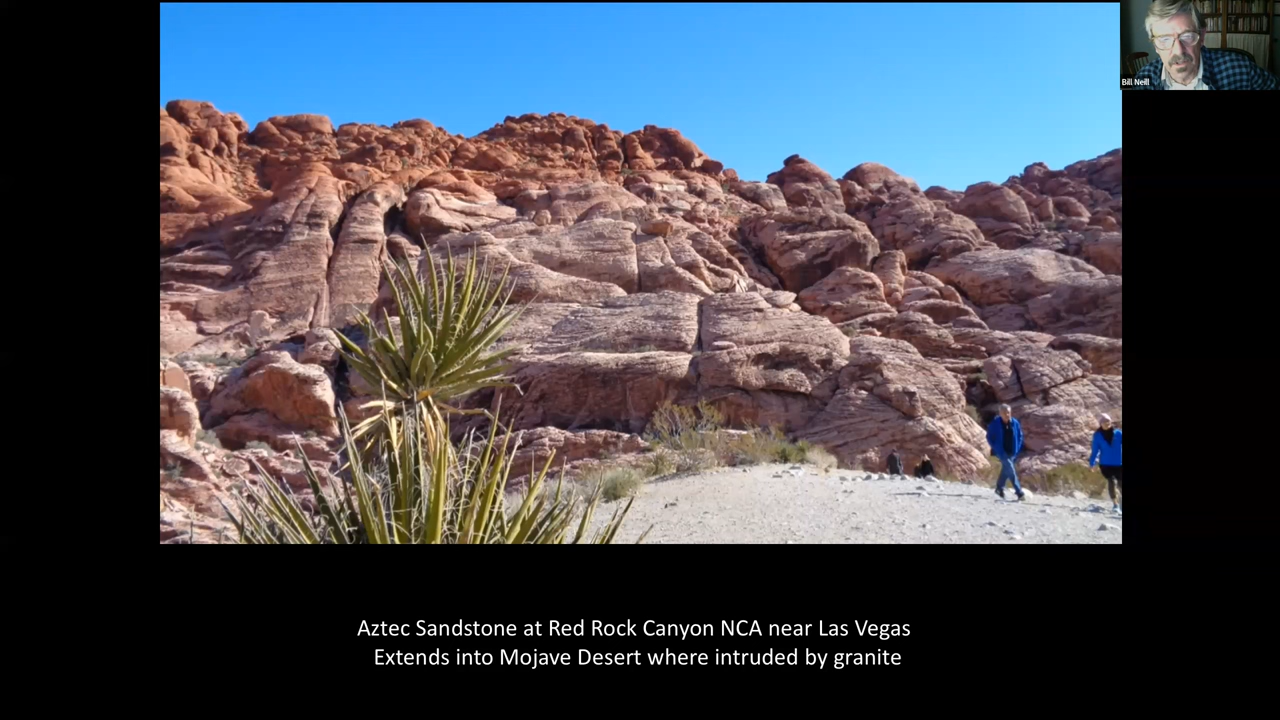 Bill Neill
Aztec Sandstone at Red Rock Canyon NCA near Las Vegas
Extends into Mojave Desert where intruded by granite